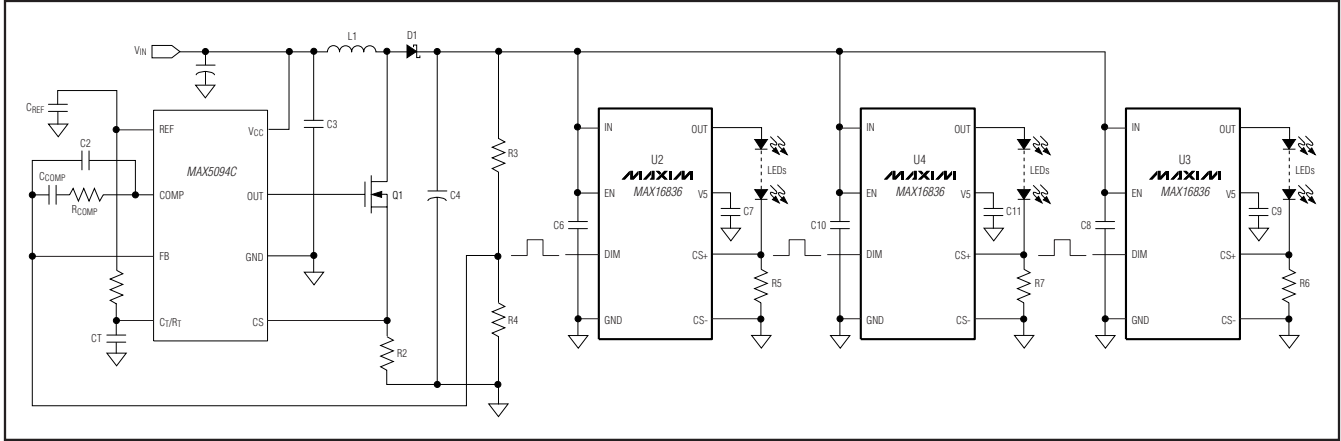 VIN
L1
D1
CREF
REF
VCC
C3
C2
MAX5094C
CCOMP
RCOMP
COMP
OUT
Q1
C4
R3
FB
GND
CT/RT
CS
CT
R2
R4
IN
OUT
U2
MAXIM
MAX16836
LEDs
EN
V5
C7
C6
DIM
CS+
R5
GND
CS-
IN
OUT
U4
MAXIM
MAX16836
LEDs
EN
V5
C11
C10
DIM
CS+
R7
GND
CS-
IN
OUT
U3
MAXIM
MAX16836
LEDs
EN
V5
C9
C8
DIM
CS+
R6
GND
CS-